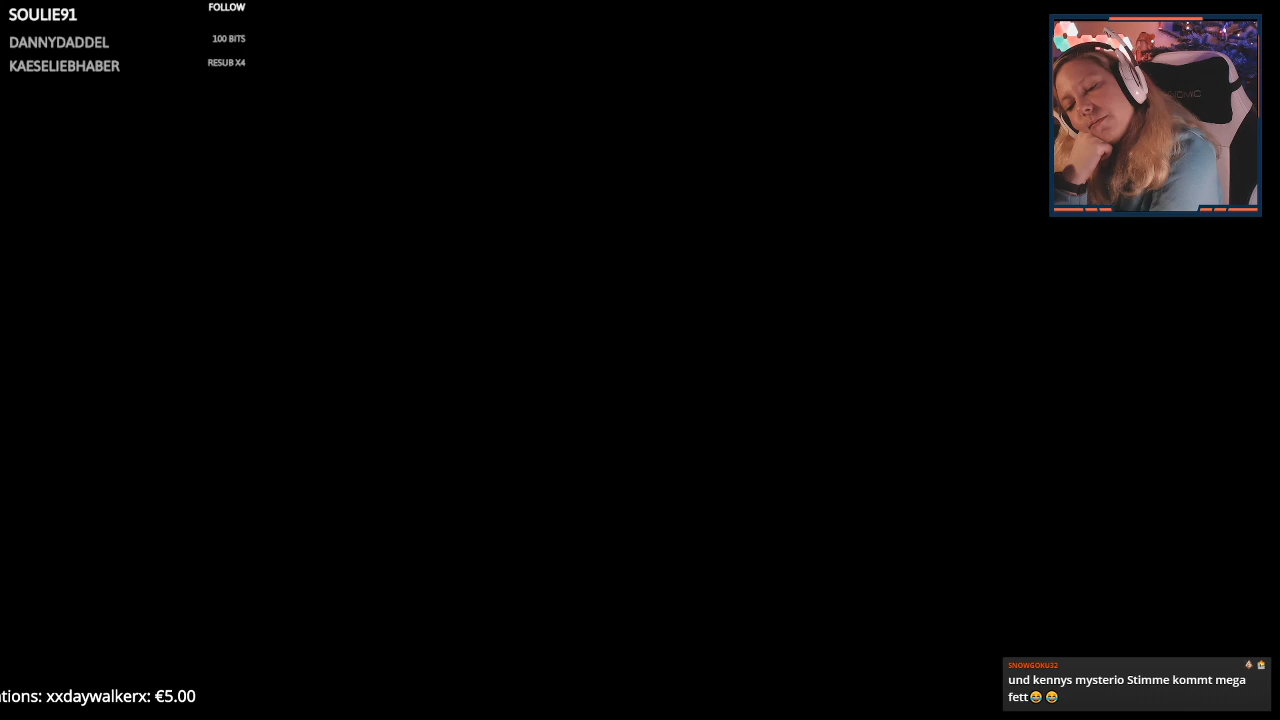 SOULIE91 FOLLOW
DANNYDADDEL 100 BITS
KAESELIEBHABER RESUB X4
ations: xxdaywalkerx: €5.00
SNOWGOKU32
und kennys mysterio Stimme kommt mega
fett😂 😂